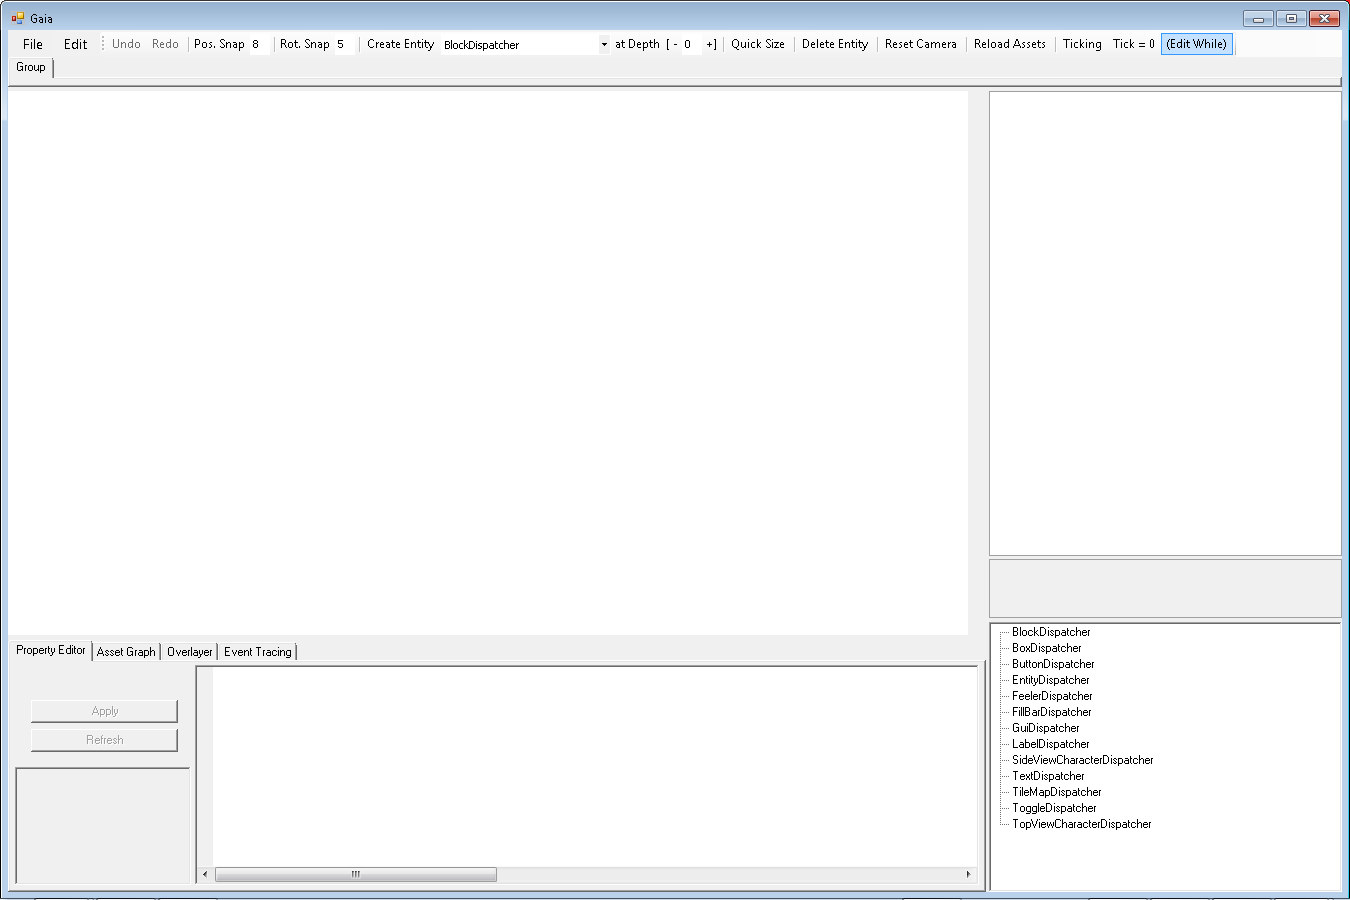 Gaia
File Edit Undo Redo Pos. Snap 8 Rot. Snap 5 Create Entity BlockDispatcher at Depth [ - 0 +] Quick Size Delete Entity Reset Camera Reload Assets Ticking Tick = 0 (Edit While)
Group
Property Editor Asset Graph Overlayer Event Tracing
Apply
Refresh
BlockDispatcher
BoxDispatcher
ButtonDispatcher
EntityDispatcher
FeelerDispatcher
FillBarDispatcher
GuiDispatcher
LabelDispatcher
SideViewCharacterDispatcher
TextDispatcher
TileMapDispatcher
ToggleDispatcher
TopViewCharacterDispatcher